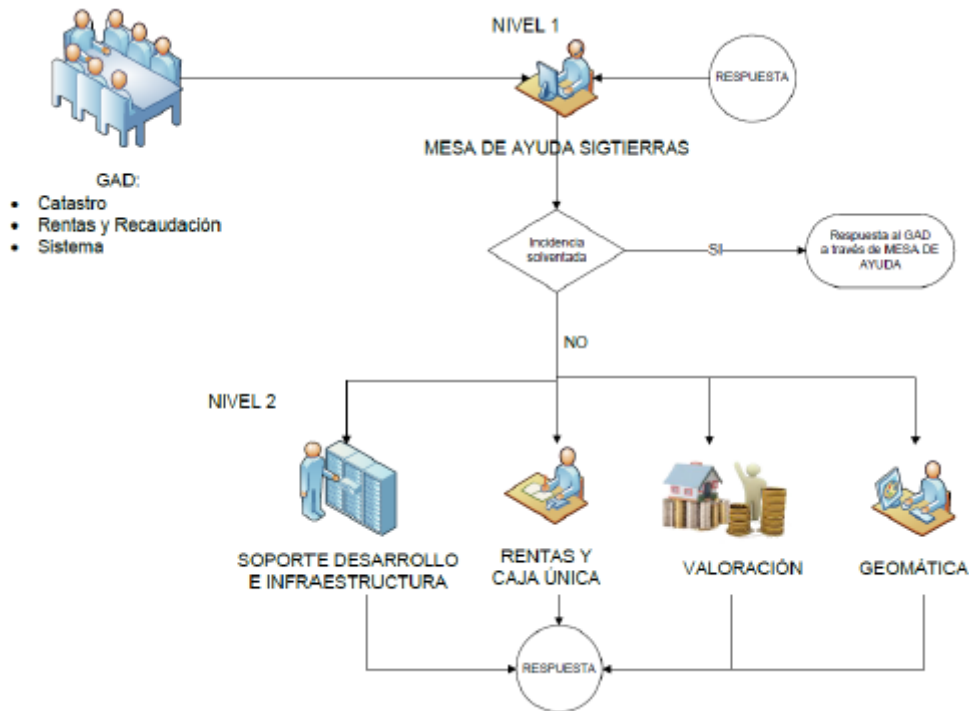 NIVEL 1
RESPUESTA
MESA DE AYUDA SIGTIERRAS
GAD:
• Catastro
• Rentas y Recaudación
• Sistema
Incidencia
solventada
SI
Respuesta al GAD
a través de MESA DE
AYUDA
NO
NIVEL 2
SOPORTE DESARROLLO
E INFRAESTRUCTURA
RENTAS Y
CAJA ÚNICA
VALORACIÓN
GEOMÁTICA
RESPUESTA